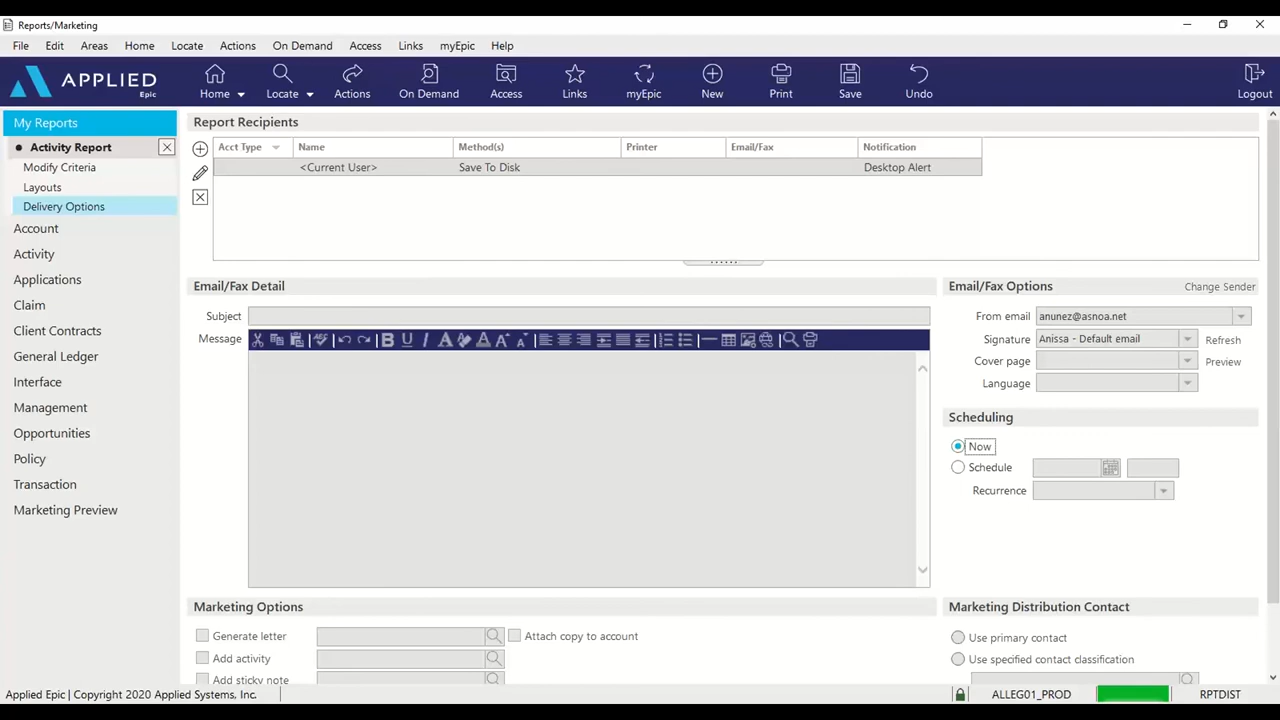 Reports/Marketing
File Edit Areas Home Locate Actions On Demand Access Links myEpic Help
APPLIED
Epic
Home Locate Actions On Demand Access Links myEpic New Print Save Undo Logout
My Reports
Activity Report
Modify Criteria
Layouts
Delivery Options
Account
Activity
Applications
Claim
Client Contracts
General Ledger
Interface
Management
Opportunities
Policy
Transaction
Marketing Preview
Report Recipients
Acct Type Name Method(s) Printer Email/Fax Notification
<Current User> Save To Disk Desktop Alert
Email/Fax Detail
Subject
Message
Email/Fax Options Change Sender
From email anunez@asnoa.net
Signature Anissa - Default email Refresh
Cover page Preview
Language
Scheduling
Now
Schedule
Recurrence
Marketing Options
Generate letter Attach copy to account
Add activity
Add sticky note
Marketing Distribution Contact
Use primary contact
Use specified contact classification
Applied Epic | Copyright 2020 Applied Systems, Inc. ALLEG01_PROD RPTDIST